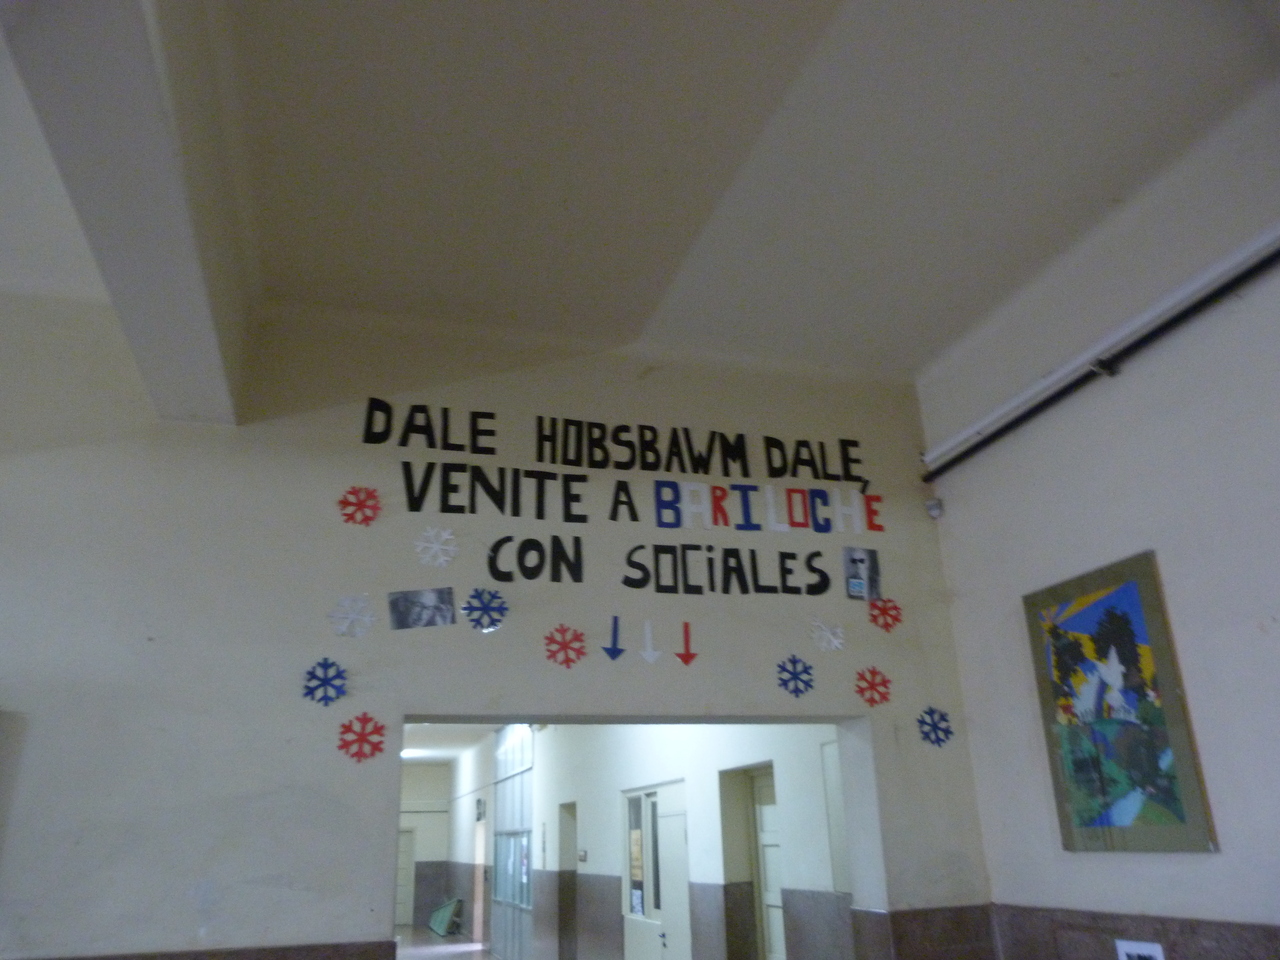 DALE HOBSBAWM DALE,
VENITE A BARILOCHE
CON SOCiALES